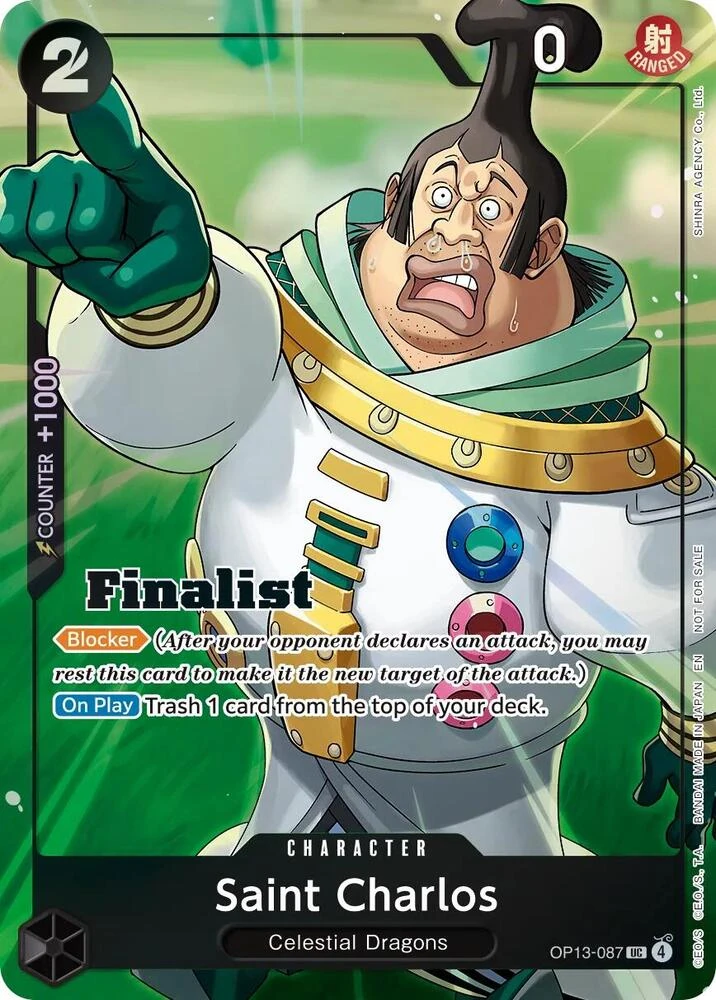 2
0
射
RANGED
SHINRA AGENCY Co., Ltd.
COUNTER +1000
Finalist
Blocker (After your opponent declares an attack, you may
rest this card to make it the new target of the attack.)
On Play Trash 1 card from the top of your deck.
©E.O/S ©E.O./S., T.A. BANDAI MADE IN JAPAN EN NOT FOR SALE
CHARACTER
Saint Charlos
Celestial Dragons
OP13-087 UC 4